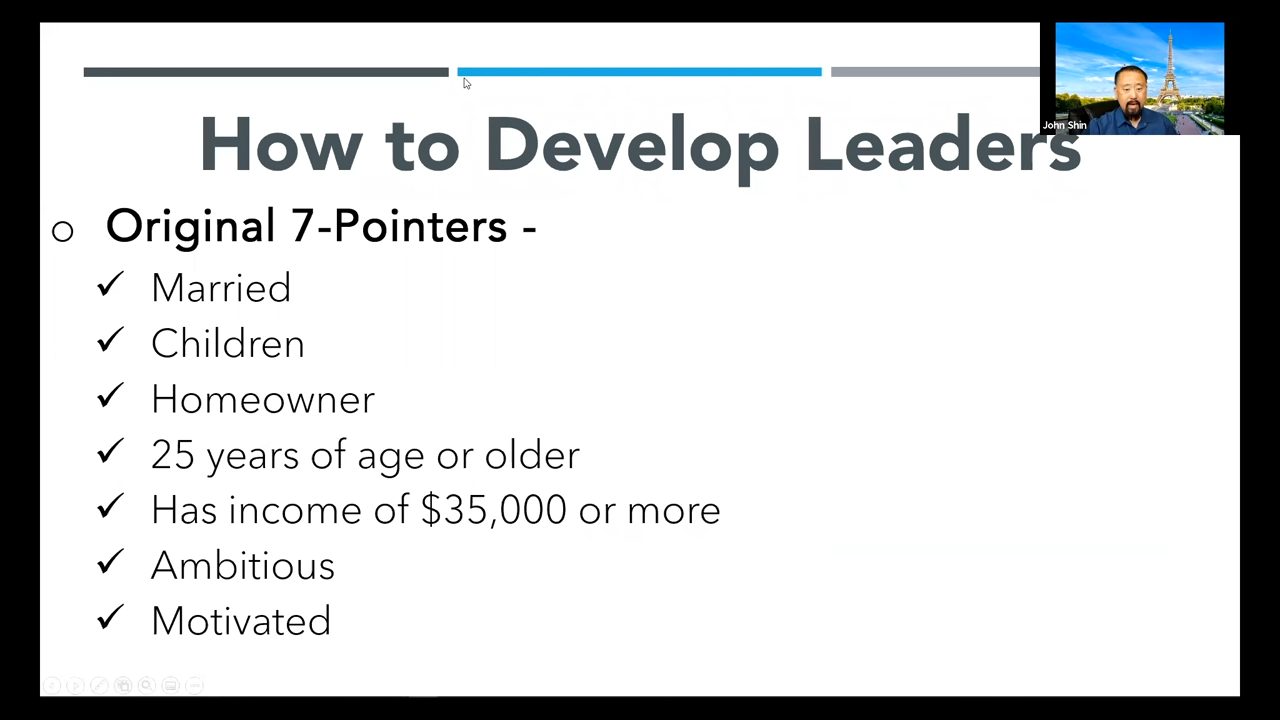 John Shin
How to Develop Leaders
o Original 7-Pointers -
✓ Married
✓ Children
✓ Homeowner
✓ 25 years of age or older
✓ Has income of $35,000 or more
✓ Ambitious
✓ Motivated